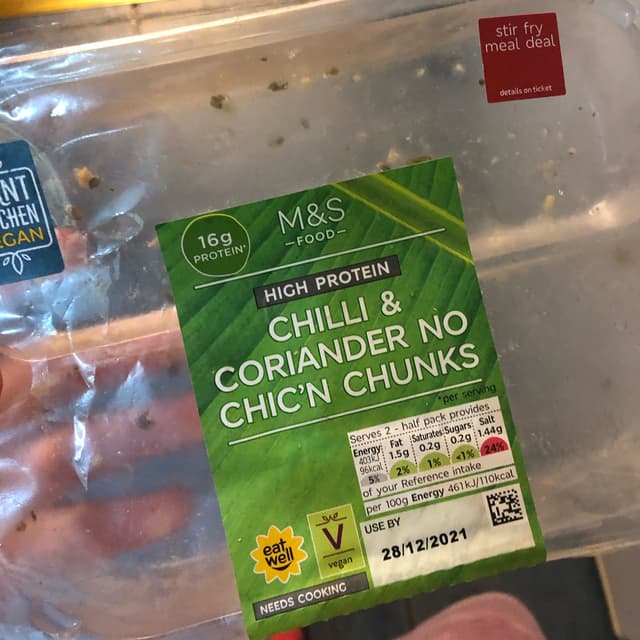 stir fry
meal deal
details on ticket
NT
CHEN
GAN
16g
PROTEIN*
M&S
FOOD
HIGH PROTEIN
CHILLI &
CORIANDER NO
CHIC'N CHUNKS
*per serving
Serves 2 - half pack provides
Energy Fat Saturates Sugars Salt
403kJ 1.5g 0.2g 0.2g 1.44g
96kcal
5% 2% 1% <1% 24%
of your Reference intake
per 100g Energy 461kJ/110kcal
USE BY
28/12/2021
eat
well
V
vegan
NEEDS COOKING